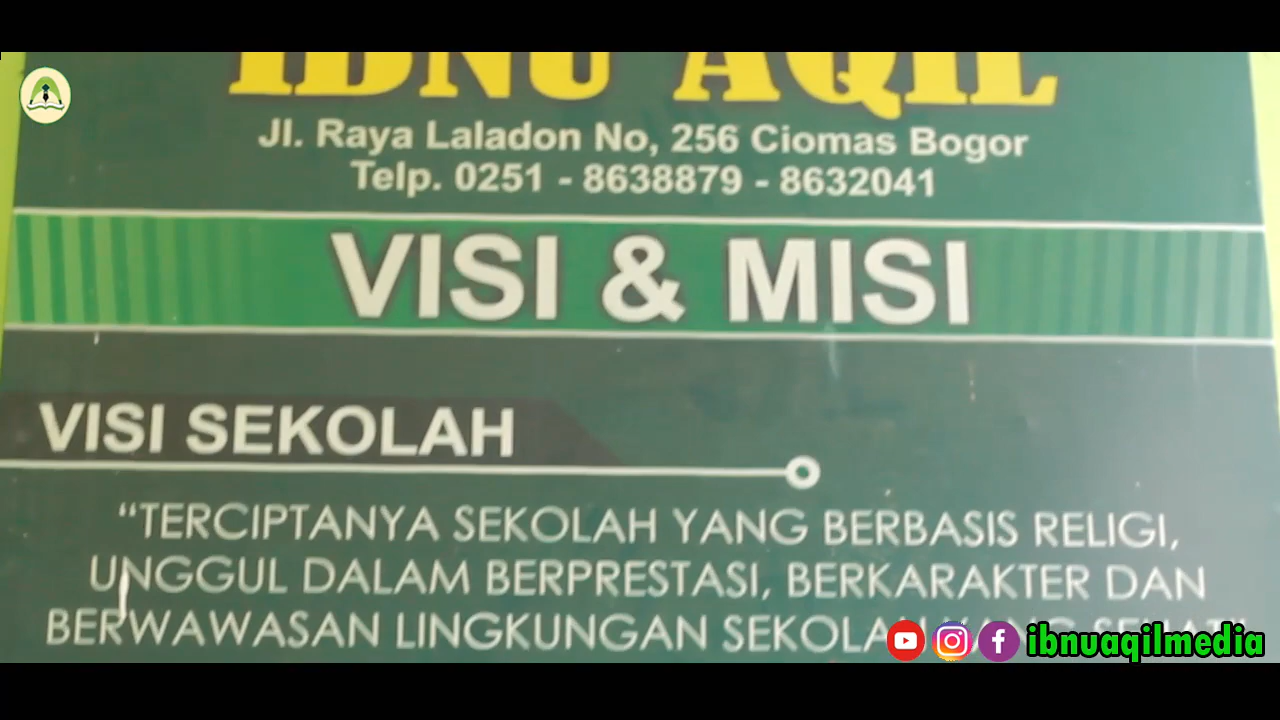 IBNU AQIL
Jl. Raya Laladon No, 256 Ciomas Bogor
Telp. 0251 - 8638879 - 8632041
VISI & MISI
VISI SEKOLAH
“TERCIPTANYA SEKOLAH YANG BERBASIS RELIGI,
UNGGUL DALAM BERPRESTASI, BERKARAKTER DAN
BERWAWASAN LINGKUNGAN SEKOLAH
ibnuaqilmedia